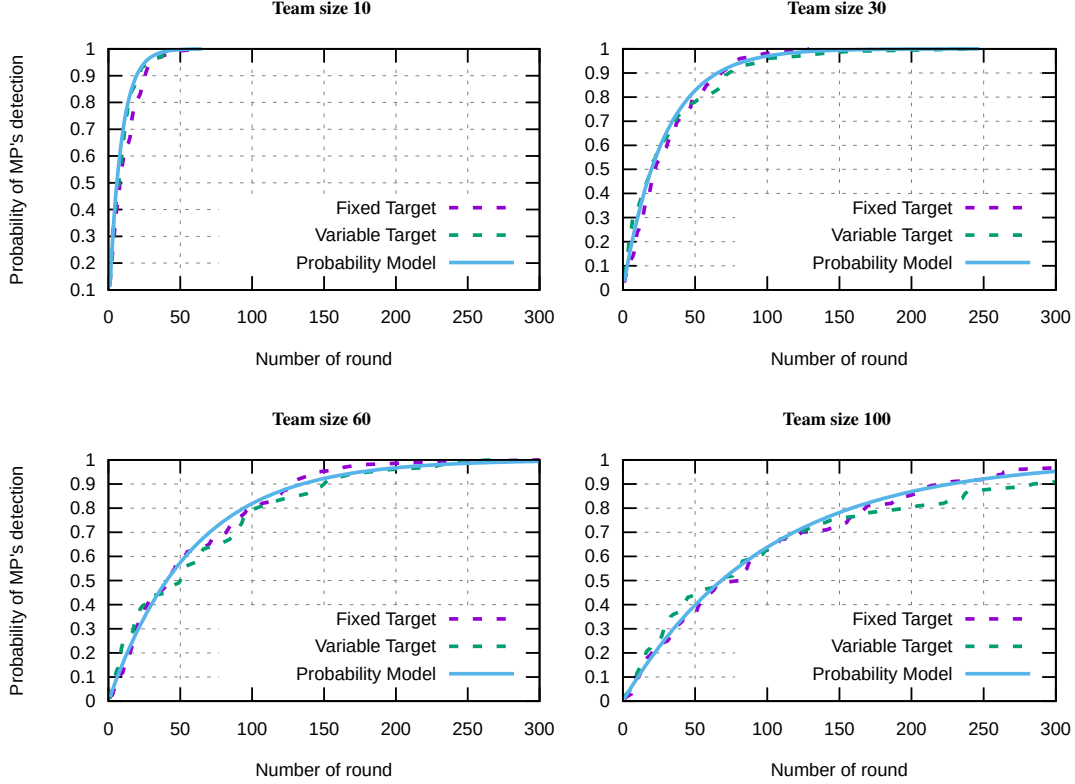 Team size 10
Probability of MP's detection
1
0.9
0.8
0.7
0.6
0.5
0.4
0.3
0.2
0.1
Fixed Target
Variable Target
Probability Model
0 50 100 150 200 250 300
Number of round
Team size 30
1
0.9
0.8
0.7
0.6
0.5
0.4
0.3
0.2
0.1
0
Fixed Target
Variable Target
Probability Model
0 50 100 150 200 250 300
Number of round
Team size 60
Probability of MP's detection
1
0.9
0.8
0.7
0.6
0.5
0.4
0.3
0.2
0.1
0
Fixed Target
Variable Target
Probability Model
0 50 100 150 200 250 300
Number of round
Team size 100
1
0.9
0.8
0.7
0.6
0.5
0.4
0.3
0.2
0.1
0
Fixed Target
Variable Target
Probability Model
0 50 100 150 200 250 300
Number of round